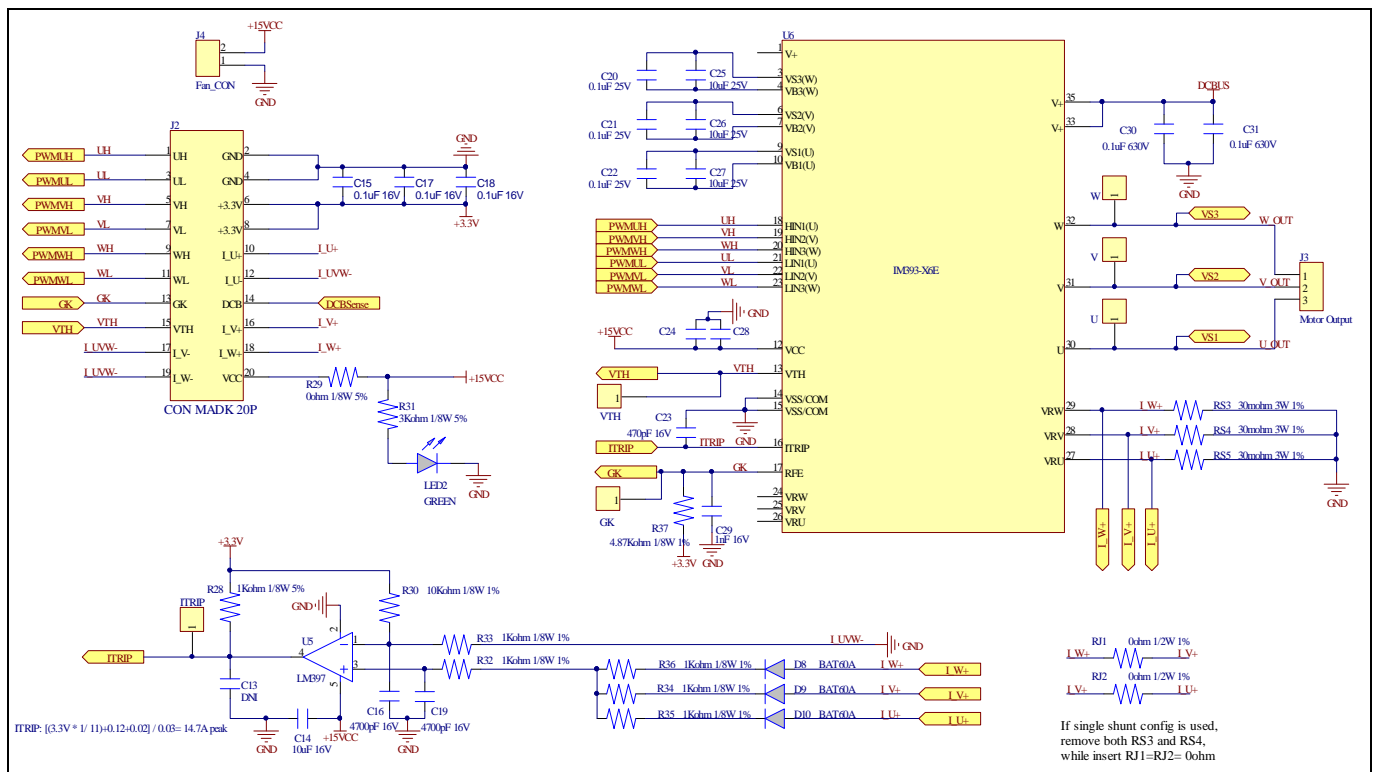 +15VCC
J4
2
1
Fan_CON
GND
J2
PWMUH UH 1 UH GND 2
PWMUL UL 3 UL GND 4
PWMVH VH 5 VH +3.3V 6
PWMVL VL 7 VL +3.3V 8
PWMWH WH 9 WH I_U+ 10 I_U+
PWMWL WL 11 WL I_U- 12 I_UVW-
GK GK 13 GK DCB 14 DCBSense
VTH VTH 15 VTH I_V+ 16 I_V+
I_UVW- 17 I_V- I_W+ 18 I_W+
I_UVW- 19 I_W- VCC 20
CON MADK 20P
GND
C15
0.1uF 16V
C17
0.1uF 16V
C18
0.1uF 16V
+3.3V
R29
0ohm 1/8W 5%
+15VCC
R31
3Kohm 1/8W 5%
LED2
GREEN
GND
U6
IM393-X6E
1 V+
3 VS3(W)
4 VB3(W)
6 VS2(V)
7 VB2(V)
9 VS1(U)
10 VB1(U)
C20
0.1uF 25V
C25
10uF 25V
C21
0.1uF 25V
C26
10uF 25V
C22
0.1uF 25V
C27
10uF 25V
PWMUH UH 18 HIN1(U)
PWMVH VH 19 HIN2(V)
PWMWH WH 20 HIN3(W)
PWMUL UL 21 LIN1(U)
PWMVL VL 22 LIN2(V)
PWMWL WL 23 LIN3(W)
GND
+15VCC
C24
C28
12 VCC
VTH VTH 13 VTH
1
VTH
14 VSS/COM
15 VSS/COM
C23
470pF 16V
GND
ITRIP ITRIP 16 ITRIP
GK GK 17 RFE
1
GK
24 VRW
25 VRV
26 VRU
R37
4.87Kohm 1/8W 1%
+3.3V
C29
1nF 16V
GND
DCBUS
V+ 35
V+ 33
C30
0.1uF 630V
C31
0.1uF 630V
GND
W
1
W 32
VS3
W_OUT
V
1
V 31
VS2
V_OUT
U
1
U 30
VS1
U_OUT
J3
1
2
3
Motor Output
VRW 29 I_W+ RS3 30mohm 3W 1%
VRV 28 I_V+ RS4 30mohm 3W 1%
VRU 27 I_U+ RS5 30mohm 3W 1%
GND
I_W+
I_V+
I_U+
+3.3V
R28
1Kohm 1/8W 5%
R30
10Kohm 1/8W 1%
ITRIP
1
GND
2
U5
4
1
3
5
LM397
ITRIP
C13
DNI
R33 1Kohm 1/8W 1%
I_UVW-
GND
R32 1Kohm 1/8W 1%
R36 1Kohm 1/8W 1% D8 BAT60A I_W+ I_W+
R34 1Kohm 1/8W 1% D9 BAT60A I_V+ I_V+
R35 1Kohm 1/8W 1% D10 BAT60A I_U+ I_U+
C16
4700pF 16V
C19
4700pF 16V
GND
GND
C14
10uF 16V
+15VCC
ITRIP: [(3.3V * 1/ 11)+0.12+0.02] / 0.03= 14.7A peak
RJ1 0ohm 1/2W 1%
I_W+ I_V+
RJ2 0ohm 1/2W 1%
I_V+ I_U+
If single shunt config is used,
remove both RS3 and RS4,
while insert RJ1=RJ2= 0ohm